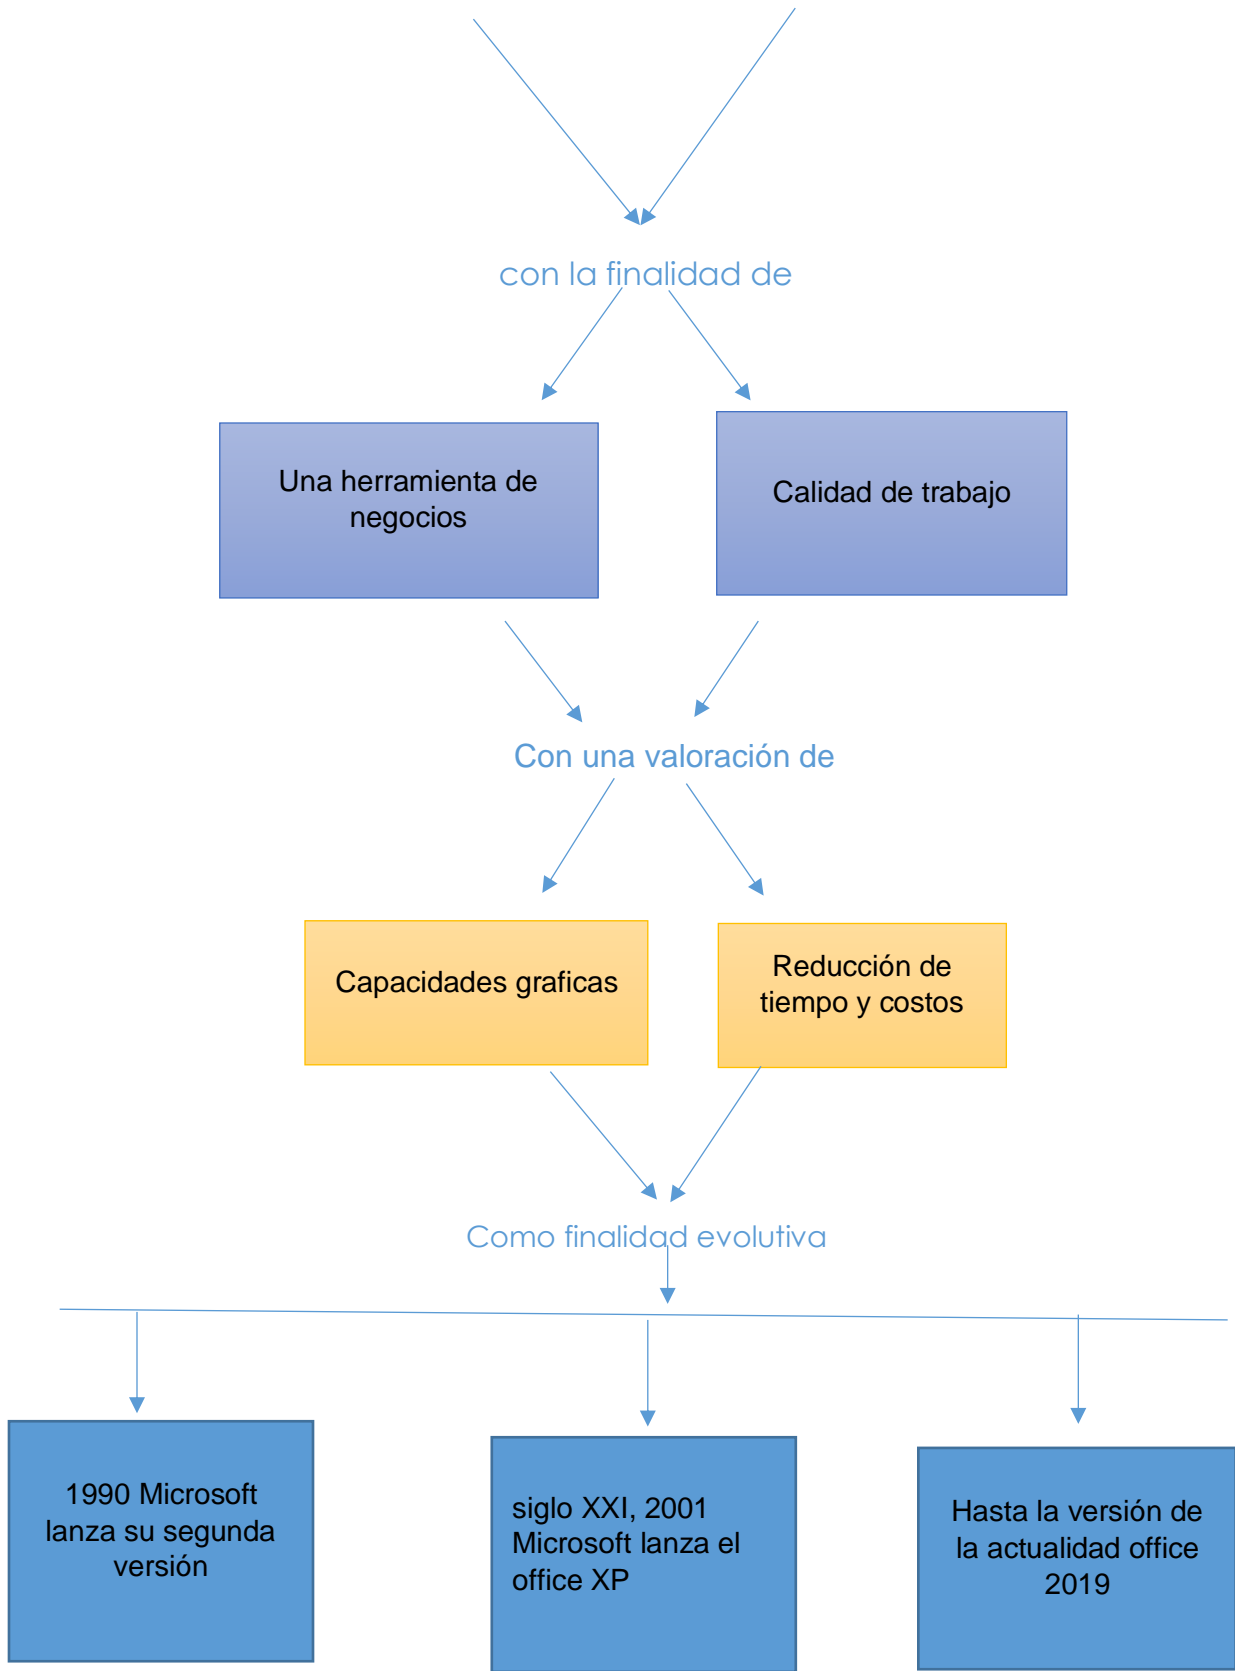 con la finalidad de
Una herramienta de
negocios
Calidad de trabajo
Con una valoración de
Capacidades graficas
Reducción de
tiempo y costos
Como finalidad evolutiva
1990 Microsoft
lanza su segunda
versión
siglo XXI, 2001
Microsoft lanza el
office XP
Hasta la versión de
la actualidad office
2019